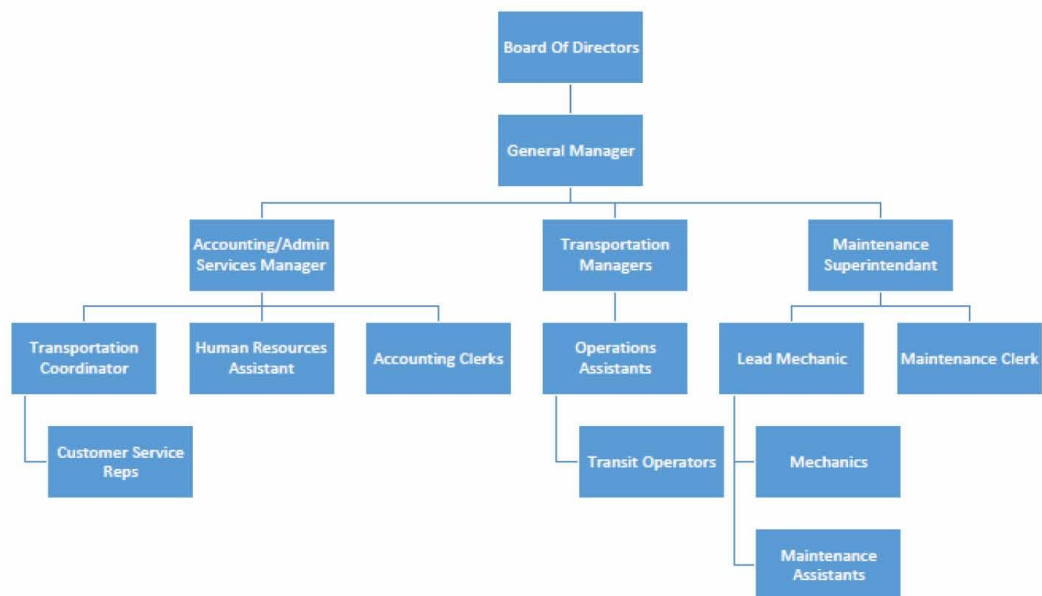 Board Of Directors
General Manager
Accounting/Admin
Services Manager
Transportation
Managers
Maintenance
Superintendant
Transportation
Coordinator
Human Resources
Assistant
Accounting Clerks
Operations
Assistants
Lead Mechanic
Maintenance Clerk
Customer Service
Reps
Transit Operators
Mechanics
Maintenance
Assistants